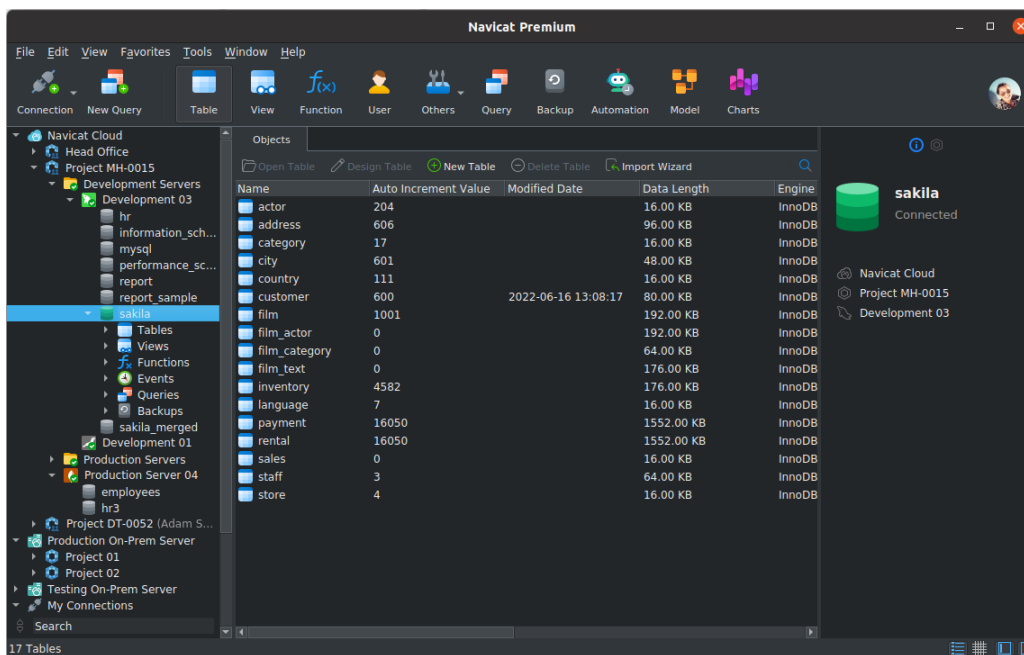 Navicat Premium
File Edit View Favorites Tools Window Help
Connection New Query Table View Function User Others Query Backup Automation Model Charts
Navicat Cloud
Head Office
Project MH-0015
Development Servers
Development 03
hr
information_sch...
mysql
performance_sc...
report
report_sample
sakila
Tables
Views
Functions
Events
Queries
Backups
sakila_merged
Development 01
Production Servers
Production Server 04
employees
hr3
Project DT-0052 (Adam S...
Production On-Prem Server
Project 01
Project 02
Testing On-Prem Server
My Connections
Search
Objects
Open Table Design Table New Table Delete Table Import Wizard
Name Auto Increment Value Modified Date Data Length Engine
actor 204 16.00 KB InnoDB
address 606 96.00 KB InnoDB
category 17 16.00 KB InnoDB
city 601 48.00 KB InnoDB
country 111 16.00 KB InnoDB
customer 600 2022-06-16 13:08:17 80.00 KB InnoDB
film 1001 192.00 KB InnoDB
film_actor 0 192.00 KB InnoDB
film_category 0 64.00 KB InnoDB
film_text 0 176.00 KB InnoDB
inventory 4582 176.00 KB InnoDB
language 7 16.00 KB InnoDB
payment 16050 1552.00 KB InnoDB
rental 16050 1552.00 KB InnoDB
sales 0 16.00 KB InnoDB
staff 3 64.00 KB InnoDB
store 4 16.00 KB InnoDB
sakila
Connected
Navicat Cloud
Project MH-0015
Development 03
17 Tables